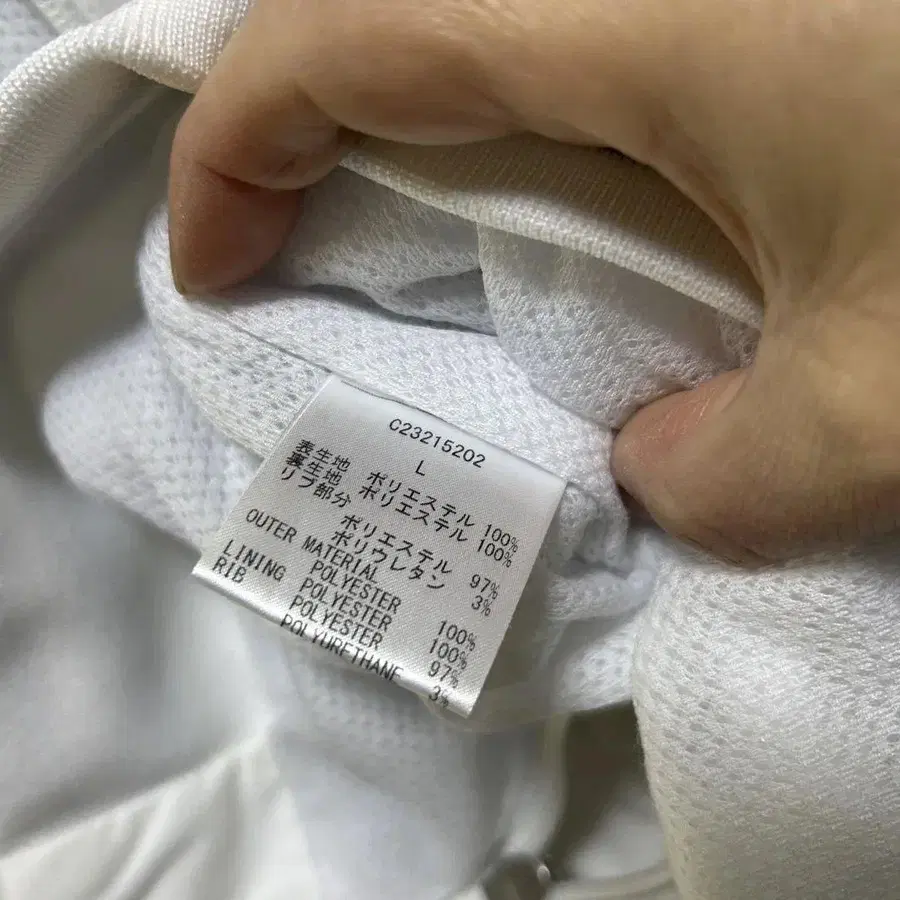 C23215202
L
表生地 ポリエステル 100%
裏生地 ポリエステル 100%
リブ部分
ポリエステル 97%
ポリウレタン 3%
OUTER MATERIAL
POLYESTER 100%
LINING POLYESTER 100%
RIB POLYESTER 97%
POLYURETHANE 3%